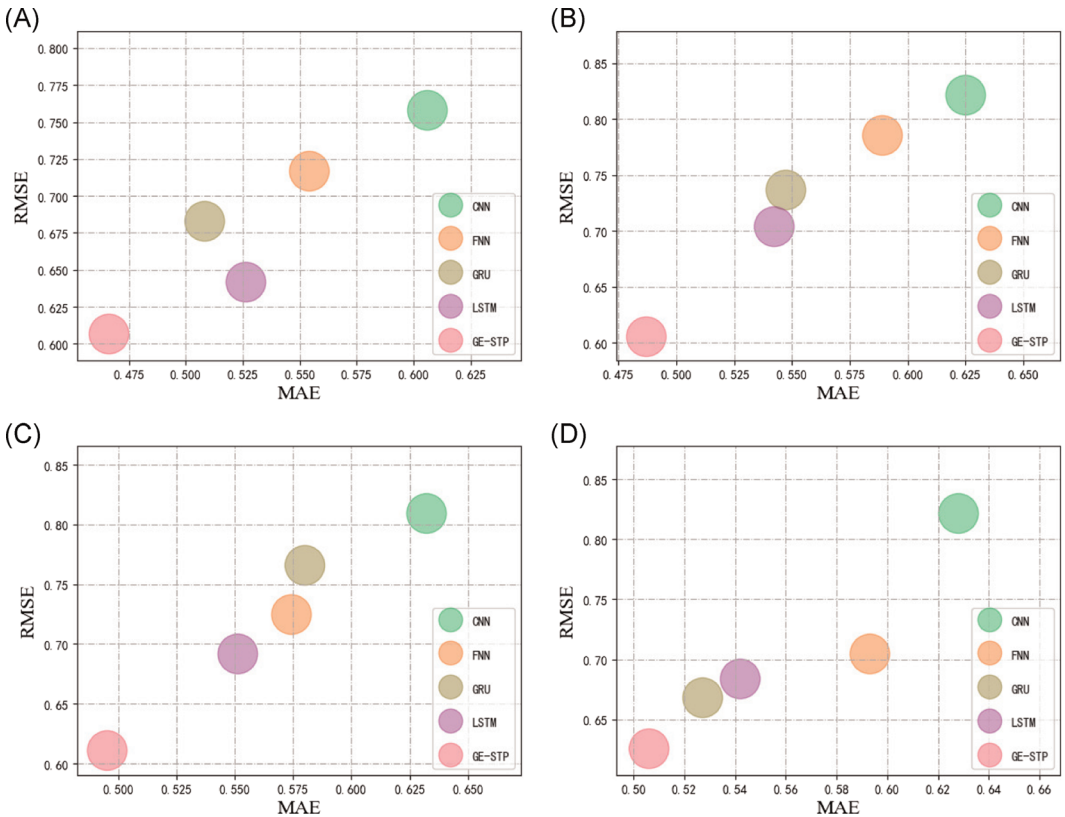 (A)
RMSE
0.800
0.775
0.750
0.725
0.700
0.675
0.650
0.625
0.600
CNN
FNN
GRU
LSTM
GE-STP
0.475 0.500 0.525 0.550 0.575 0.600 0.625
MAE
(B)
RMSE
0.85
0.80
0.75
0.70
0.65
0.60
CNN
FNN
GRU
LSTM
GE-STP
0.475 0.500 0.525 0.550 0.575 0.600 0.625 0.650
MAE
(C)
RMSE
0.85
0.80
0.75
0.70
0.65
0.60
CNN
FNN
GRU
LSTM
GE-STP
0.500 0.525 0.550 0.575 0.600 0.625 0.650
MAE
(D)
RMSE
0.85
0.80
0.75
0.70
0.65
CNN
FNN
GRU
LSTM
GE-STP
0.50 0.52 0.54 0.56 0.58 0.60 0.62 0.64 0.66
MAE